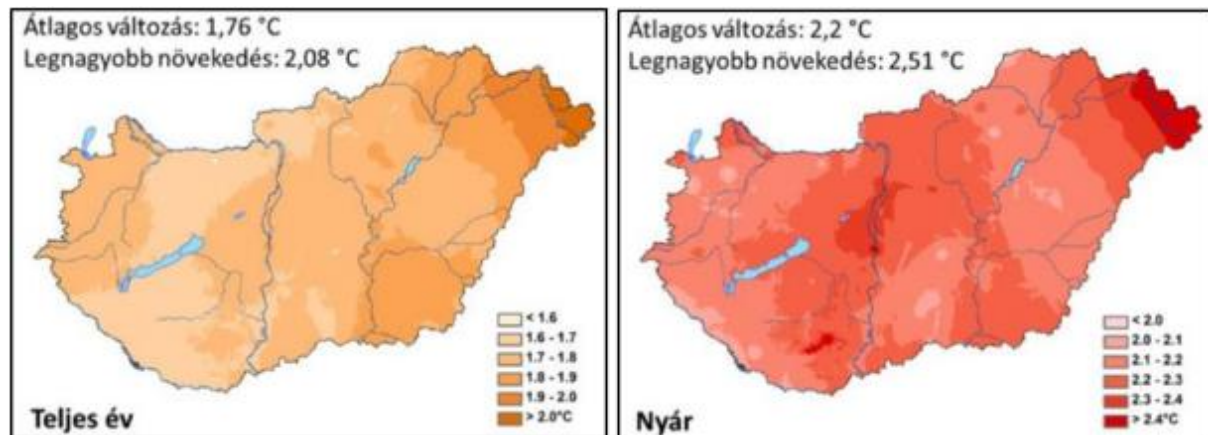 Átlagos változás: 1,76 °C
Legnagyobb növekedés: 2,08 °C
< 1.6
1.6 - 1.7
1.7 - 1.8
1.8 - 1.9
1.9 - 2.0
> 2.0°C
Teljes év
Átlagos változás: 2,2 °C
Legnagyobb növekedés: 2,51 °C
< 2.0
2.0 - 2.1
2.1 - 2.2
2.2 - 2.3
2.3 - 2.4
> 2.4°C
Nyár